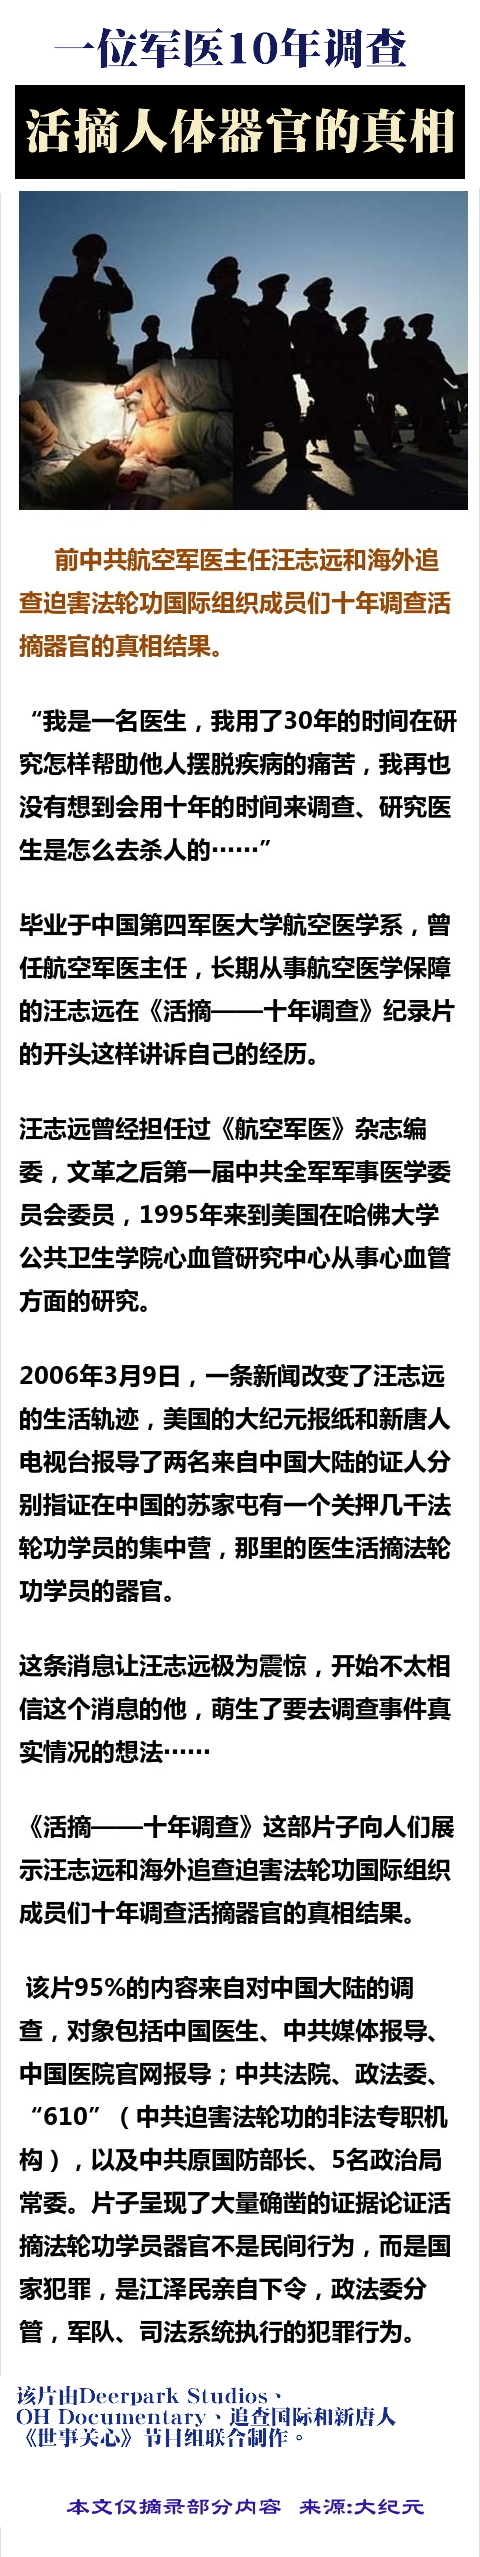 一位军医10年调查
活摘人体器官的真相
前中共航空军医主任汪志远和海外追
查迫害法轮功国际组织成员们十年调查活
摘器官的真相结果。
“我是一名医生，我用了30年的时间在研
究怎样帮助他人摆脱疾病的痛苦，我再也
没有想到会用十年的时间来调查、研究医
生是怎么去杀人的……”
毕业于中国第四军医大学航空医学系，曾
任航空军医主任，长期从事航空医学保障
的汪志远在《活摘——十年调查》纪录片
的开头这样讲诉自己的经历。
汪志远曾经担任过《航空军医》杂志编
委，文革之后第一届中共全军军事医学委
员会委员，1995年来到美国在哈佛大学
公共卫生学院心血管研究中心从事心血管
方面的研究。
2006年3月9日，一条新闻改变了汪志远
的生活轨迹，美国的大纪元报纸和新唐人
电视台报导了两名来自中国大陆的证人分
别指证在中国的苏家屯有一个关押几千法
轮功学员的集中营，那里的医生活摘法轮
功学员的器官。
这条消息让汪志远极为震惊，开始不太相
信这个消息的他，萌生了要去调查事件真
实情况的想法……
《活摘——十年调查》这部片子向人们展
示汪志远和海外追查迫害法轮功国际组织
成员们十年调查活摘器官的真相结果。
该片95%的内容来自对中国大陆的调
查，对象包括中国医生、中共媒体报导、
中国医院官网报导；中共法院、政法委、
“610”（中共迫害法轮功的非法专职机
构），以及中共原国防部长、5名政治局
常委。片子呈现了大量确凿的证据论证活
摘法轮功学员器官不是民间行为，而是国
家犯罪，是江泽民亲自下令，政法委分
管，军队、司法系统执行的犯罪行为。
该片由Deerpark Studios、
OH Documentary、追查国际和新唐人
《世事关心》节目组联合制作。
本文仅摘录部分内容 来源:大纪元